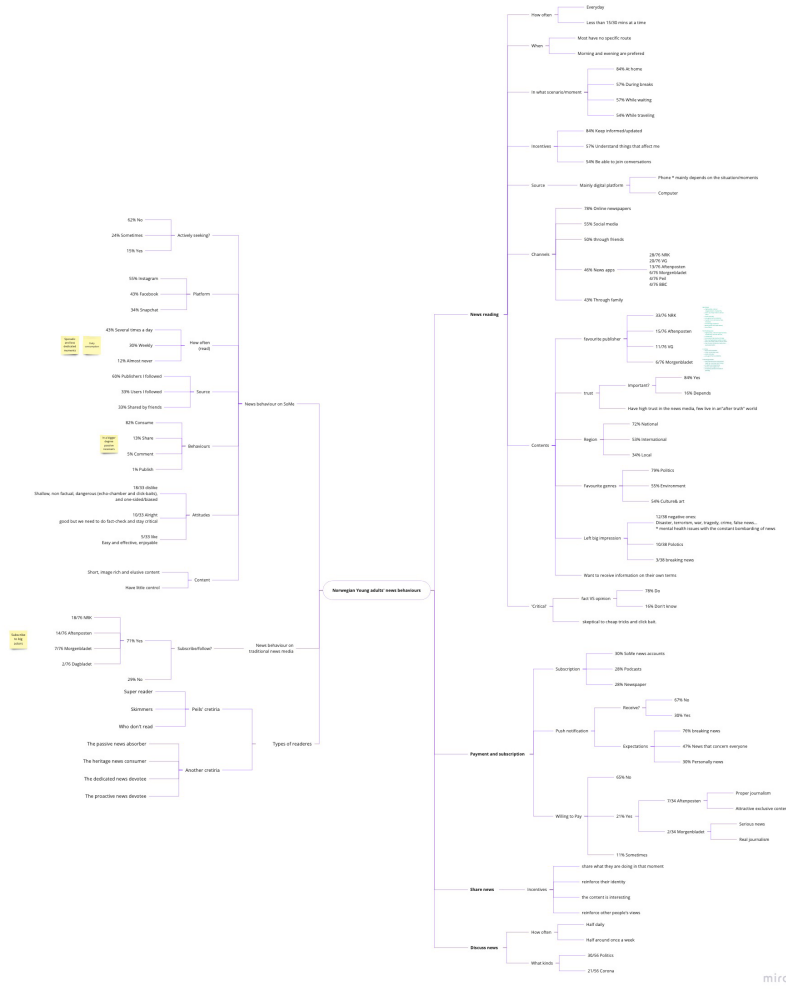 Norwegian Young adults' news behaviours
News reading
How often
Everyday
Less than 15/30 mins at a time
When
Most have no specific route
Morning and evening are prefered
In what scenario/moment
84% At home
57% During breaks
57% While waiting
54% While traveling
Incentives
84% Keep informed/updated
57% Understand things that affect me
54% Be able to join conversations
Source
Mainly digital platform
Phone * mainly depends on the situation/moments
Computer
Channels
78% Online newspapers
55% Social media
50% through friends
46% News apps
28/76 NRK
28/76 VG
13/76 Aftenposten
5/76 Morgenbladet
4/76 BBC
43% Through family
Contents
favourite publisher
33/76 NRK
15/76 Aftenposten
11/76 VG
6/76 Morgenbladet
trust
Important?
83% Yes
16% Depends
Have high trust in the news media, few live in an"after truth" world
Region
72% National
53% International
34% Local
Favourite genres
79% Politics
55% Environment
54% Culture& art
Left big impression
12/38 negative ones:
Disaster, terrorism, war, tragedy, crime, false news...
* mental health issues with the constant bombarding of news
10/38 Polotics
3/38 breaking news
Want to receive information on their own terms
'Critical'
fact VS opinion
78% Do
16% Don't know
skeptical to cheap tricks and click bait.
Payment and subscription
Subscription
30% SoMe news accounts
28% Podcasts
28% Newspaper
Push notification
Receive?
67% No
30% Yes
Expectations
78% breaking news
47% News that concern everyone
36% Personally news
Willing to Pay
65% No
21% Yes
7/34 Aftenposten
Proper journalism
Attractive exclusive conte
2/34 Morgenbladet
Serious news
Real journalism
11% Sometimes
Share news
Incentives
share what they are doing in that moment
reinforce their identity
the content is interesting
reinforce other people's views
Discuss news
How often
Half daily
Half around once a week
What kinds
30/56 Politics
21/56 Corona
News behaviour on SoMe
Actively seeking?
62% No
24% Sometimes
15% Yes
Platform
55% Instagram
43% Facebook
34% Snapchat
How often
(read)
43% Several times a day
30% Weekly
12% Almost never
Source
60% Publishers I followed
53% Users I followed
33% Shared by friends
Behaviours
82% Consume
13% Share
5% Comment
1% Publish
Attitudes
18/33 dislike
Shallow, non factual, dangerous (echo-chamber and click-baits),
and one-sided/biased
10/33 Alright
good but we need to do fact-check and stay critical
5/33 like
Easy and effective, enjoyable
Content
Short, image rich and elusive content
Have little control
News behaviour on
traditional news media
Subscribe/follow?
71% Yes
18/76 NRK
14/76 Aftenposten
7/76 Morgenbladet
2/76 Dagbladet
29% No
Subscribe
to big
Types of readeres
Peils' cretiria
Super reader
Skimmers
Who don't read
Another cretiria
The passive news absorber
The heritage news consumer
The dedicated news devotee
The proactive news devotee
miro